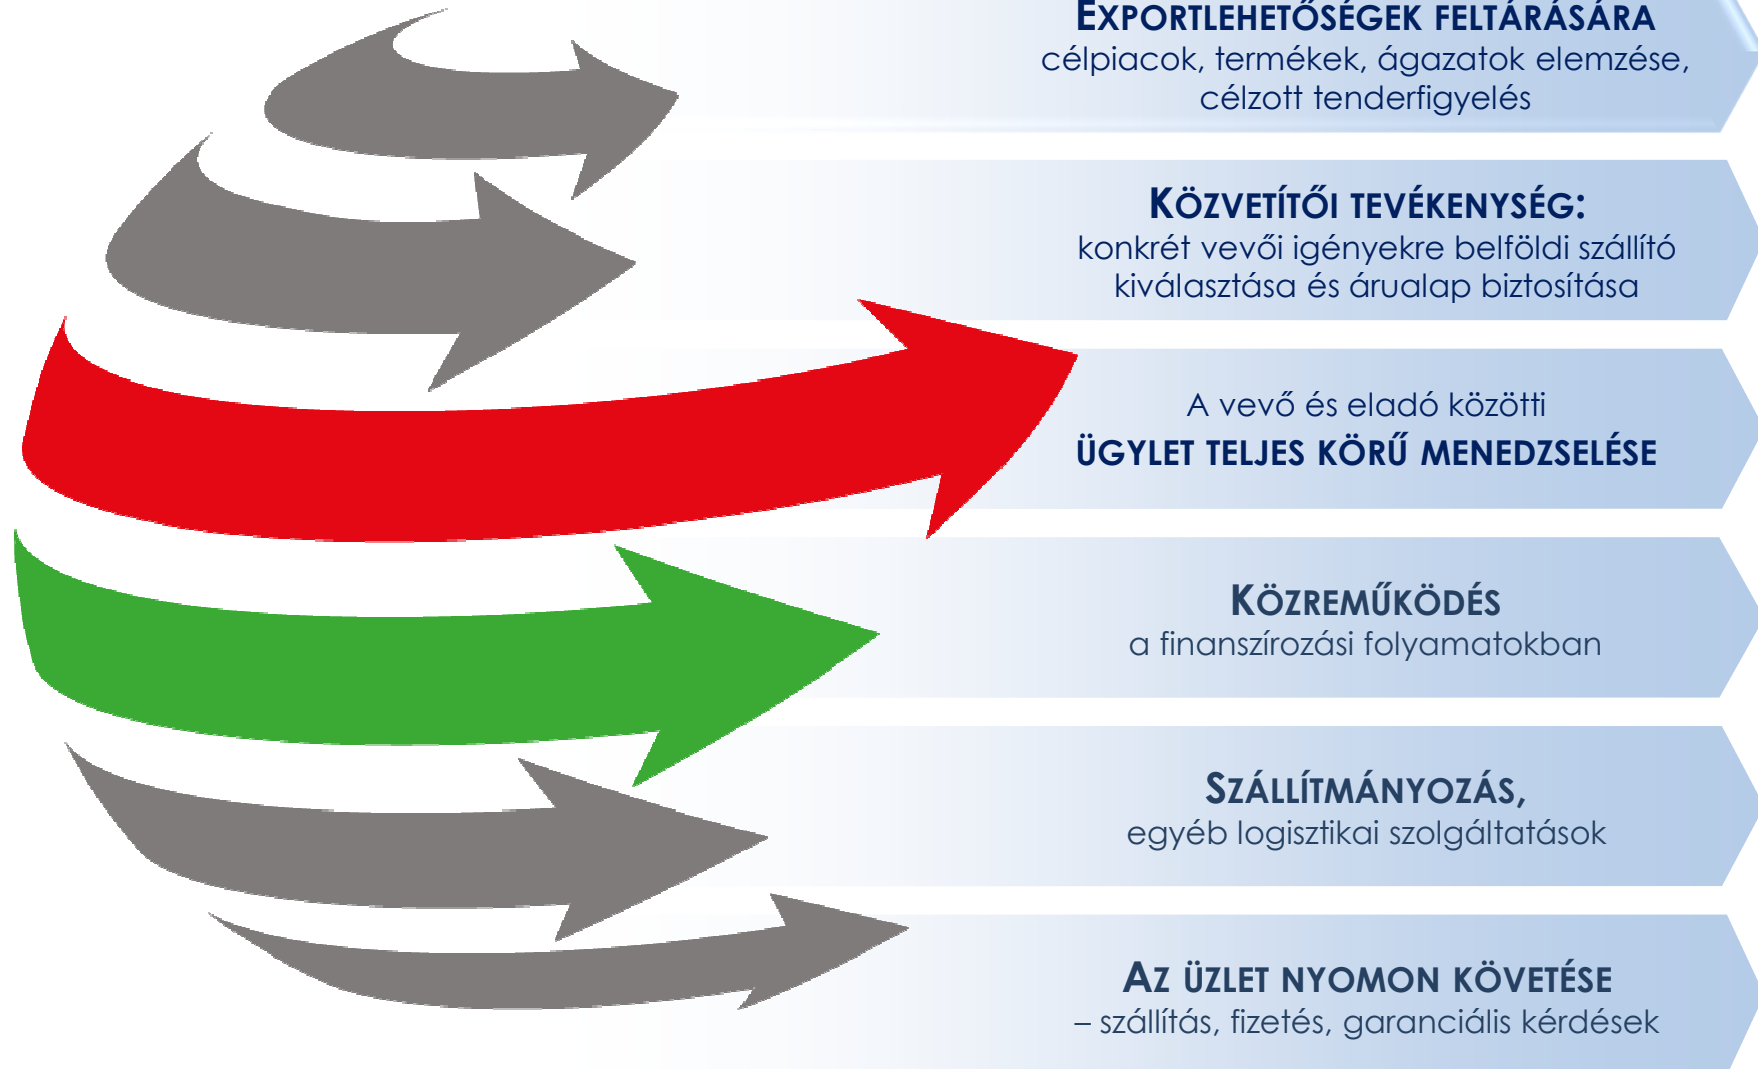 EXPORTLEHETŐSÉGEK FELTÁRÁSÁRA
célpiacok, termékek, ágazatok elemzése,
célzott tenderfigyelés
KÖZVETÍTŐI TEVÉKENYSÉG:
konkrét vevői igényekre belföldi szállító
kiválasztása és árualap biztosítása
A vevő és eladó közötti
ÜGYLET TELJES KÖRŰ MENEDZSELÉSE
KÖZREMŰKÖDÉS
a finanszírozási folyamatokban
SZÁLLÍTMÁNYOZÁS,
egyéb logisztikai szolgáltatások
AZ ÜZLET NYOMON KÖVETÉSE
– szállítás, fizetés, garanciális kérdések